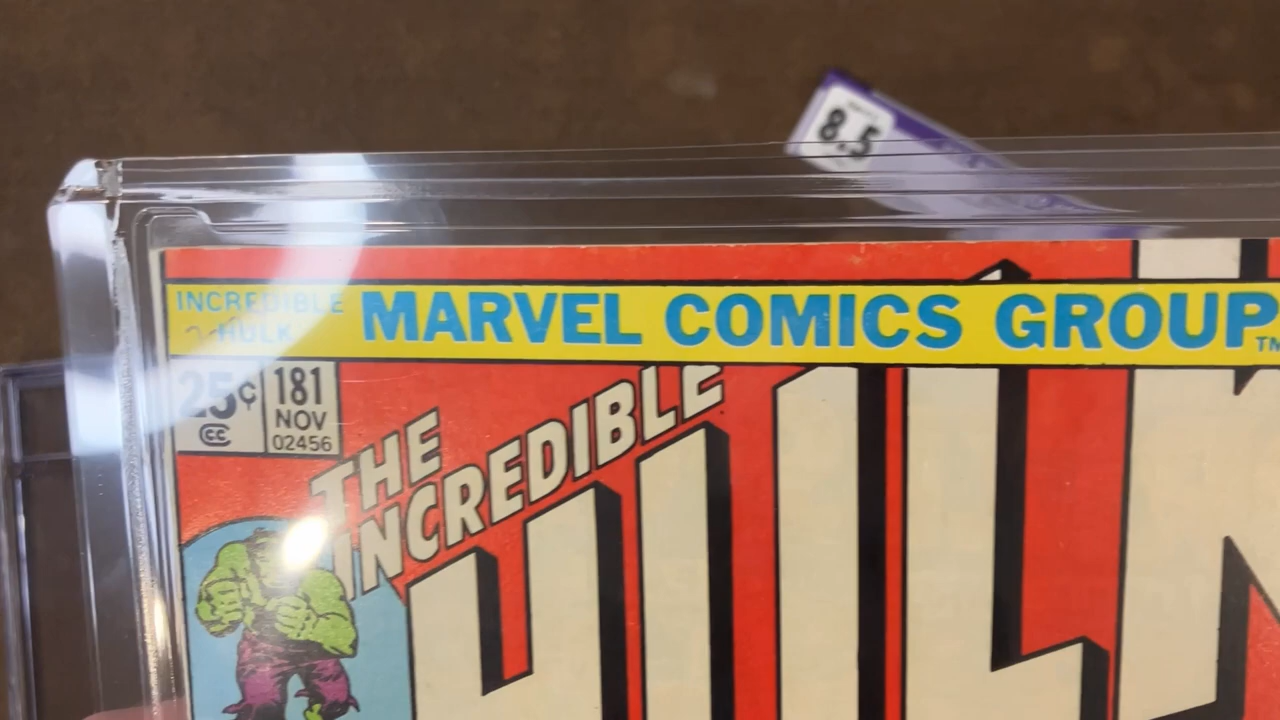 8.5
INCREDIBLE
HULK
MARVEL COMICS GROUP TM
25¢
CC
181
NOV
02456
THE
INCREDIBLE
HULK